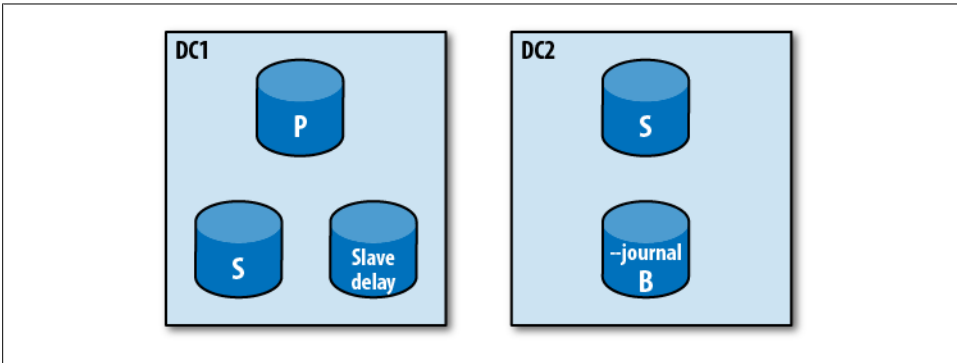 DC1
P
S
Slave
delay
DC2
S
--journal
B